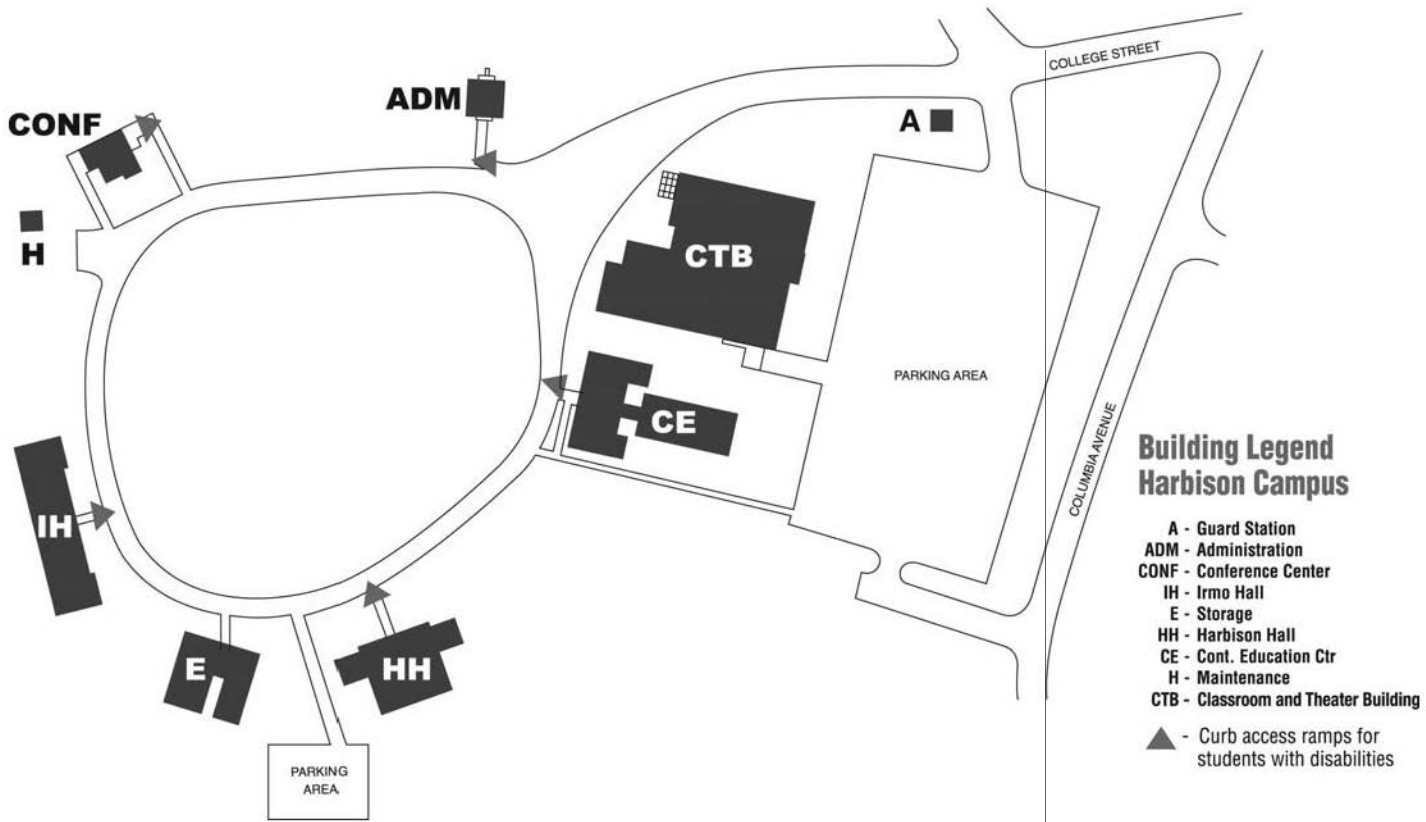 COLLEGE STREET
ADM
A
CONF
H
CTB
PARKING AREA
CE
COLUMBIA AVENUE
IH
E
HH
PARKING
AREA
Building Legend
Harbison Campus
A - Guard Station
ADM - Administration
CONF - Conference Center
IH - Irmo Hall
E - Storage
HH - Harbison Hall
CE - Cont. Education Ctr
H - Maintenance
CTB - Classroom and Theater Building
- Curb access ramps for
students with disabilities